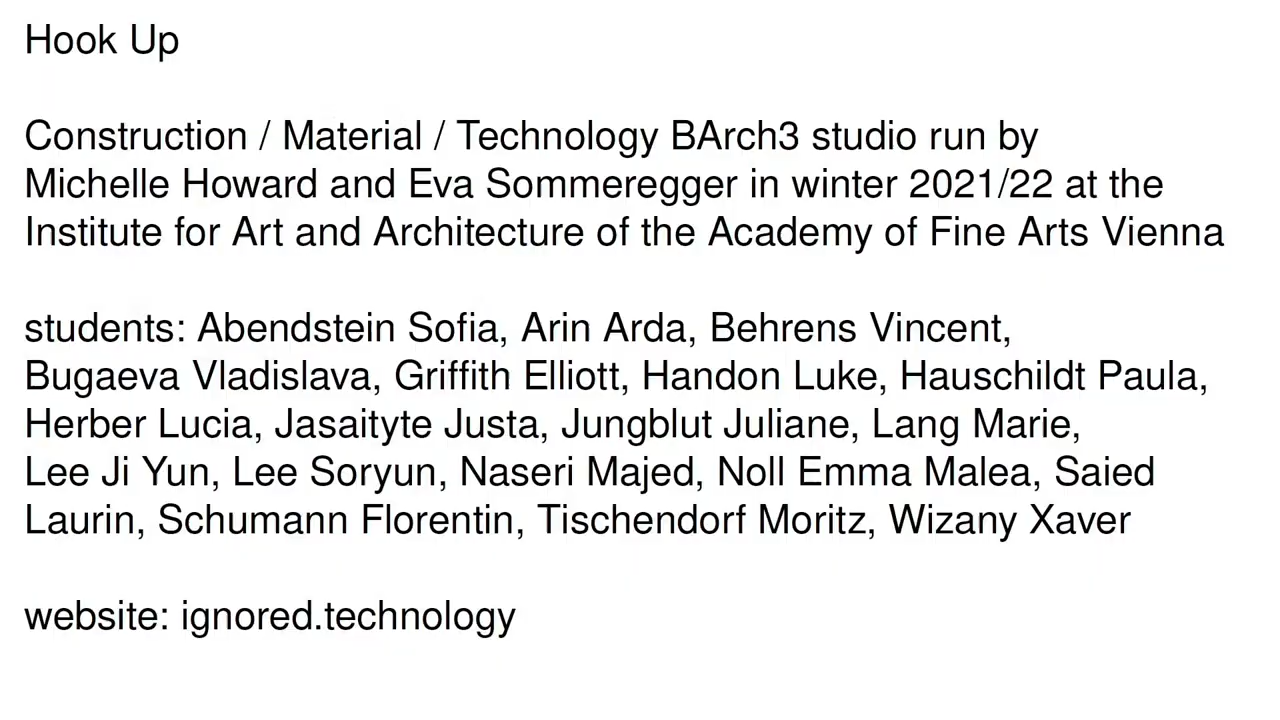 Hook Up
Construction / Material / Technology BArch3 studio run by
Michelle Howard and Eva Sommeregger in winter 2021/22 at the
Institute for Art and Architecture of the Academy of Fine Arts Vienna
students: Abendstein Sofia, Arin Arda, Behrens Vincent,
Bugaeva Vladislava, Griffith Elliott, Handon Luke, Hauschildt Paula,
Herber Lucia, Jasaityte Justa, Jungblut Juliane, Lang Marie,
Lee Ji Yun, Lee Soryun, Naseri Majed, Noll Emma Malea, Saied
Laurin, Schumann Florentin, Tischendorf Moritz, Wizany Xaver
website: ignored.technology